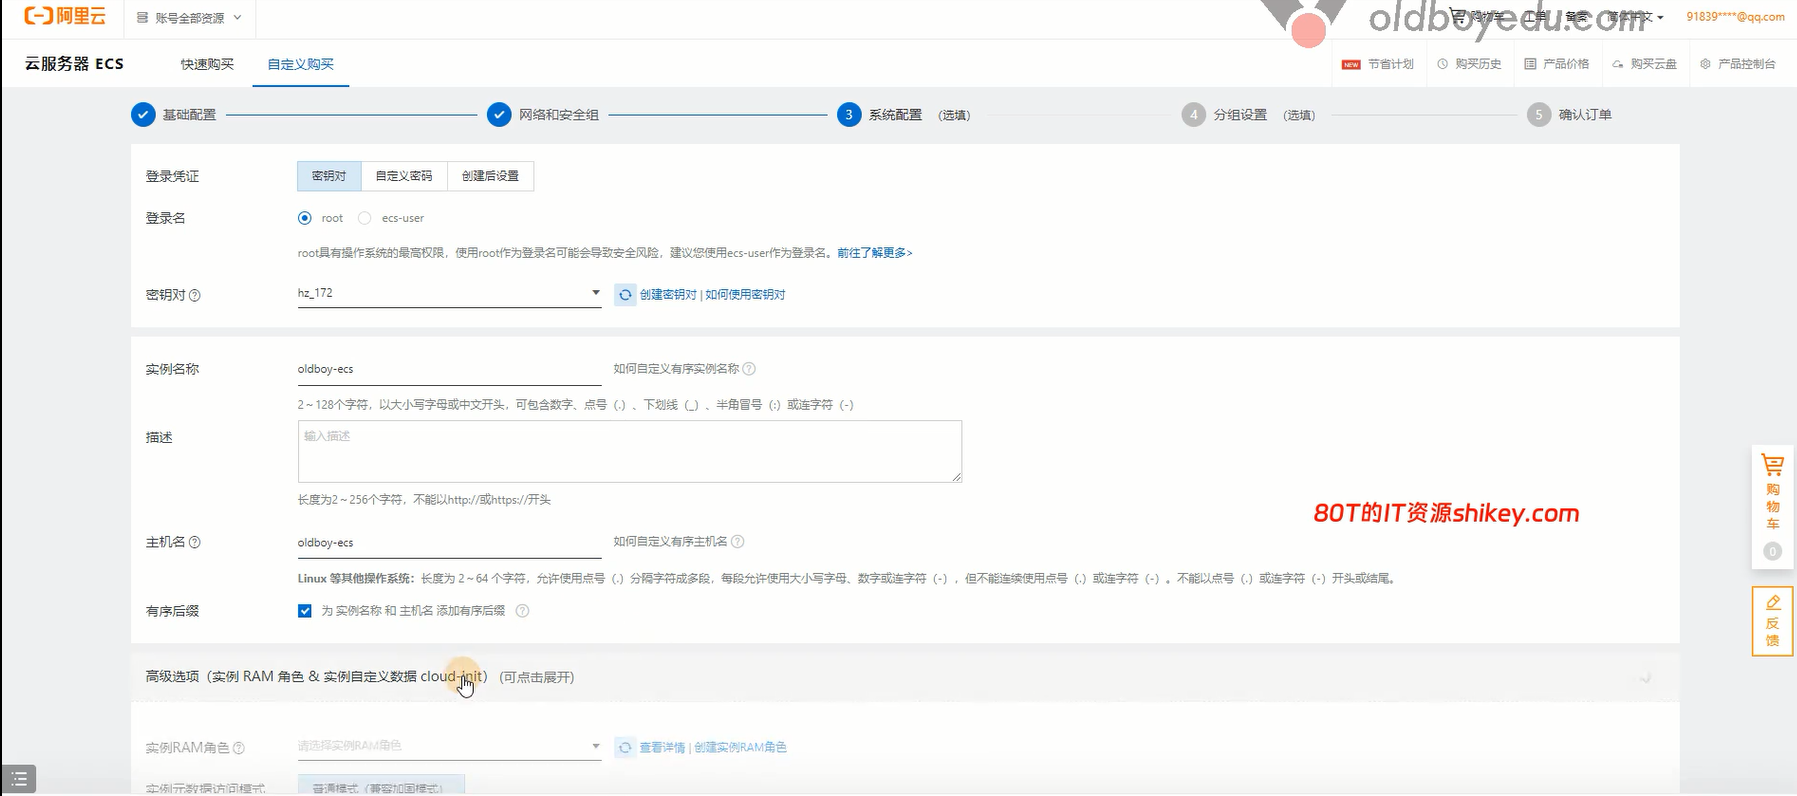 阿里云 账号全部资源 oldboyedu.com 购物车 工单 备案 简体中文 91839****@qq.com
云服务器 ECS 快速购买 自定义购买 NEW 节省计划 购买历史 产品价格 购买云盘 产品控制台
基础配置 网络和安全组 3 系统配置 (选填) 4 分组设置 (选填) 5 确认订单
登录凭证 密钥对 自定义密码 创建后设置
登录名 root ecs-user
root具有操作系统的最高权限，使用root作为登录名可能会导致安全风险，建议您使用ecs-user作为登录名。前往了解更多>
密钥对 hz_172 创建密钥对 | 如何使用密钥对
实例名称 oldboy-ecs 如何自定义有序实例名称
2～128个字符，以大小写字母或中文开头，可包含数字、点号（.）、下划线（_）、半角冒号（:）或连字符（-）
描述 输入描述
长度为2～256个字符，不能以http://或https://开头
80T的IT资源shikey.com
购物车
0
主机名 oldboy-ecs 如何自定义有序主机名
Linux 等其他操作系统：长度为 2～64 个字符，允许使用点号（.）分隔字符成多段，每段允许使用大小写字母、数字或连字符（-），但不能连续使用点号（.）或连字符（-）。不能以点号（.）或连字符（-）开头或结尾。
有序后缀 为 实例名称 和 主机名 添加有序后缀
反馈
高级选项（实例 RAM 角色 & 实例自定义数据 cloud-init） (可点击展开)
实例RAM角色 请选择实例RAM角色 查看详情 | 创建实例RAM角色
实例元数据访问模式 普通模式（兼容加固模式）